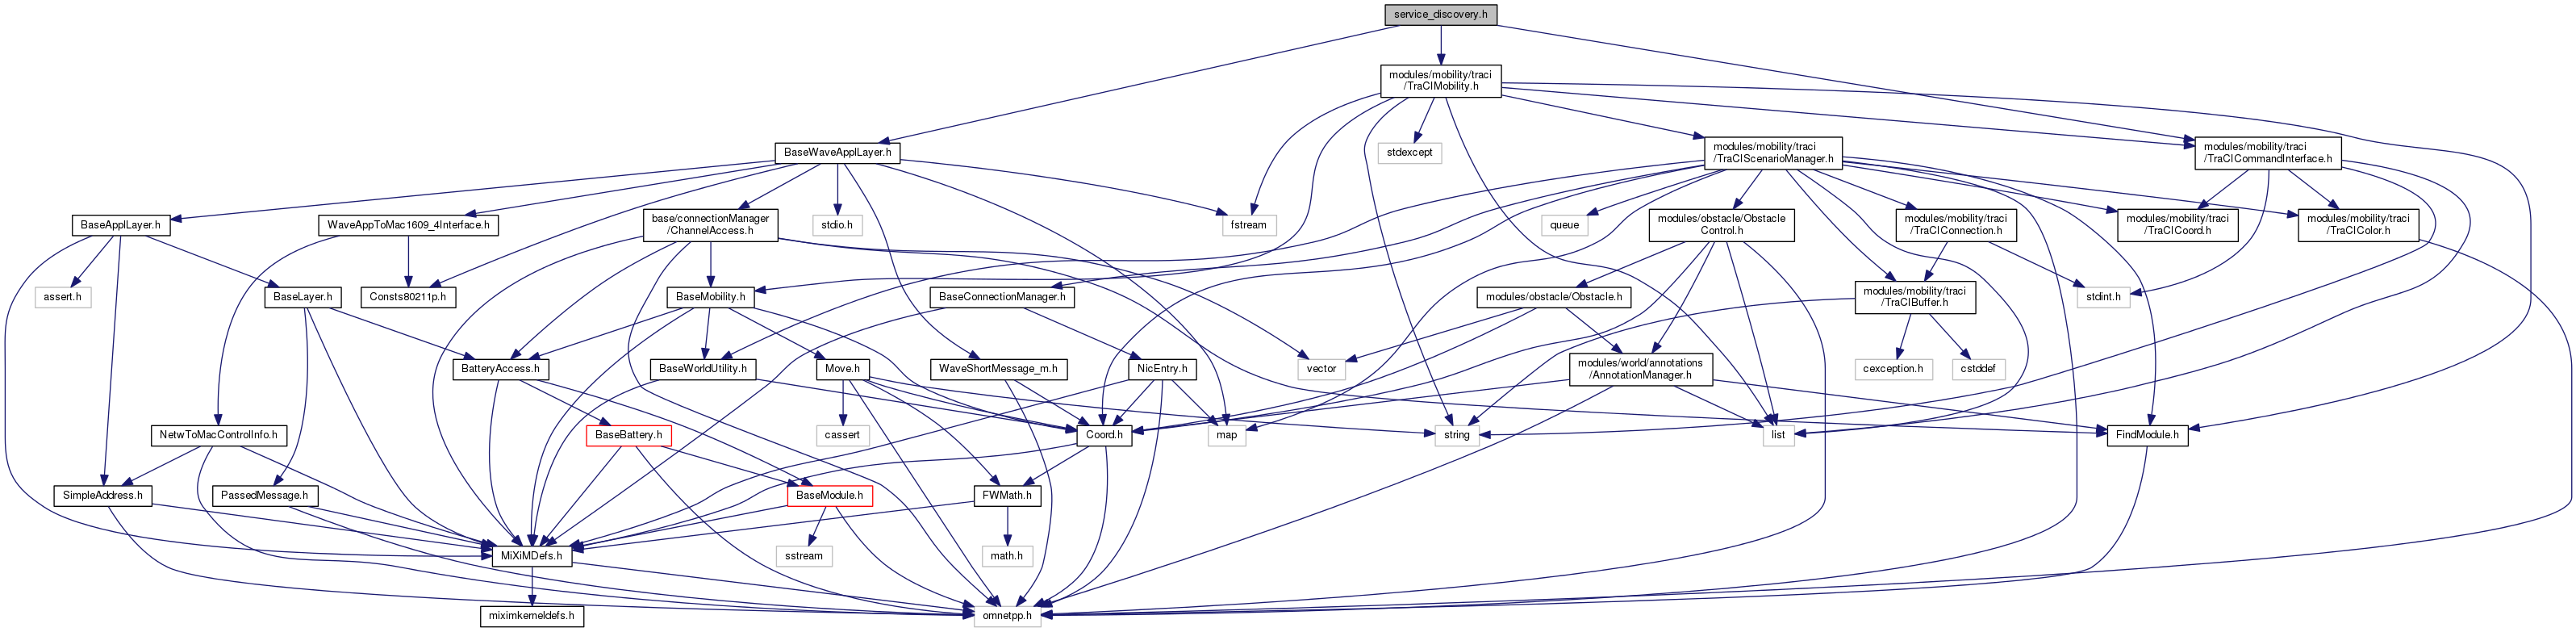 service_discovery.h
modules/mobility/traci
/TraCIMobility.h
BaseWaveApplLayer.h
stdexcept
modules/mobility/traci
/TraCIScenarioManager.h
modules/mobility/traci
/TraCICommandInterface.h
BaseApplLayer.h
WaveAppToMac1609_4Interface.h
base/connectionManager
/ChannelAccess.h
stdio.h
fstream
queue
modules/obstacle/Obstacle
Control.h
modules/mobility/traci
/TraCIConnection.h
modules/mobility/traci
/TraCICoord.h
modules/mobility/traci
/TraCIColor.h
assert.h
BaseLayer.h
Consts80211p.h
BaseMobility.h
BaseConnectionManager.h
modules/obstacle/Obstacle.h
modules/mobility/traci
/TraCIBuffer.h
stdint.h
BatteryAccess.h
BaseWorldUtility.h
Move.h
WaveShortMessage_m.h
NicEntry.h
vector
modules/world/annotations
/AnnotationManager.h
cexception.h
cstddef
NetwToMacControlInfo.h
BaseBattery.h
cassert
Coord.h
map
string
list
FindModule.h
SimpleAddress.h
PassedMessage.h
BaseModule.h
FWMath.h
MiXiMDefs.h
sstream
math.h
miximkerneldefs.h
omnetpp.h